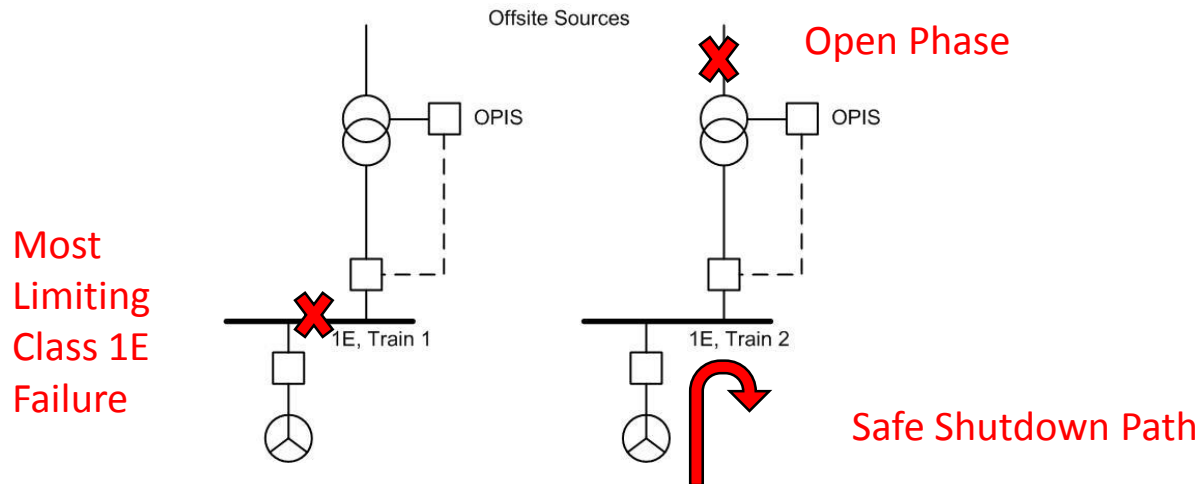 Offsite Sources
Open Phase
OPIS
OPIS
Most
Limiting
Class 1E
Failure
1E, Train 1
1E, Train 2
Safe Shutdown Path